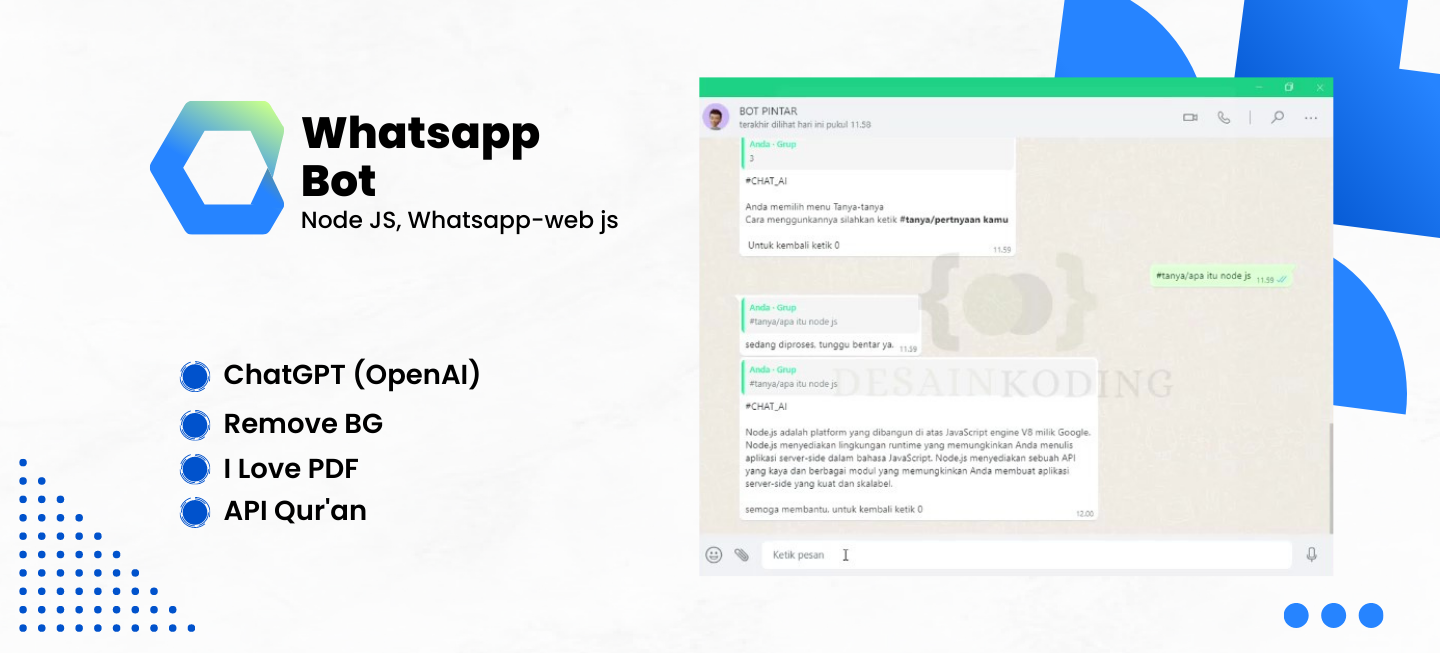 Whatsapp
Bot
Node JS, Whatsapp-web js
ChatGPT (OpenAI)
Remove BG
I Love PDF
API Qur'an
BOT PINTAR
terakhir dilihat hari ini pukul 11.59
Anda - Grup
3
#CHAT_AI
Anda memilih menu Tanya-tanya
Cara menggunkannya silahkan ketik #tanya/pertnyaan kamu
Untuk kembali ketik 0
11.59
#tanya/apa itu node js 11.59
Anda - Grup
#tanya/apa itu node js
sedang diproses, tunggu bentar ya. 11.59
Anda - Grup
#tanya/apa itu node js
DESAINKODING
#CHAT_AI
Node.js adalah platform yang dibangun di atas JavaScript engine V8 milik Google.
Node.js menyediakan lingkungan runtime yang memungkinkan Anda menulis
aplikasi server-side dalam bahasa JavaScript. Node.js menyediakan sebuah API
yang kaya dan berbagai modul yang memungkinkan Anda membuat aplikasi
server-side yang kuat dan skalabel.
semoga membantu, untuk kembali ketik 0
12.00
Ketik pesan